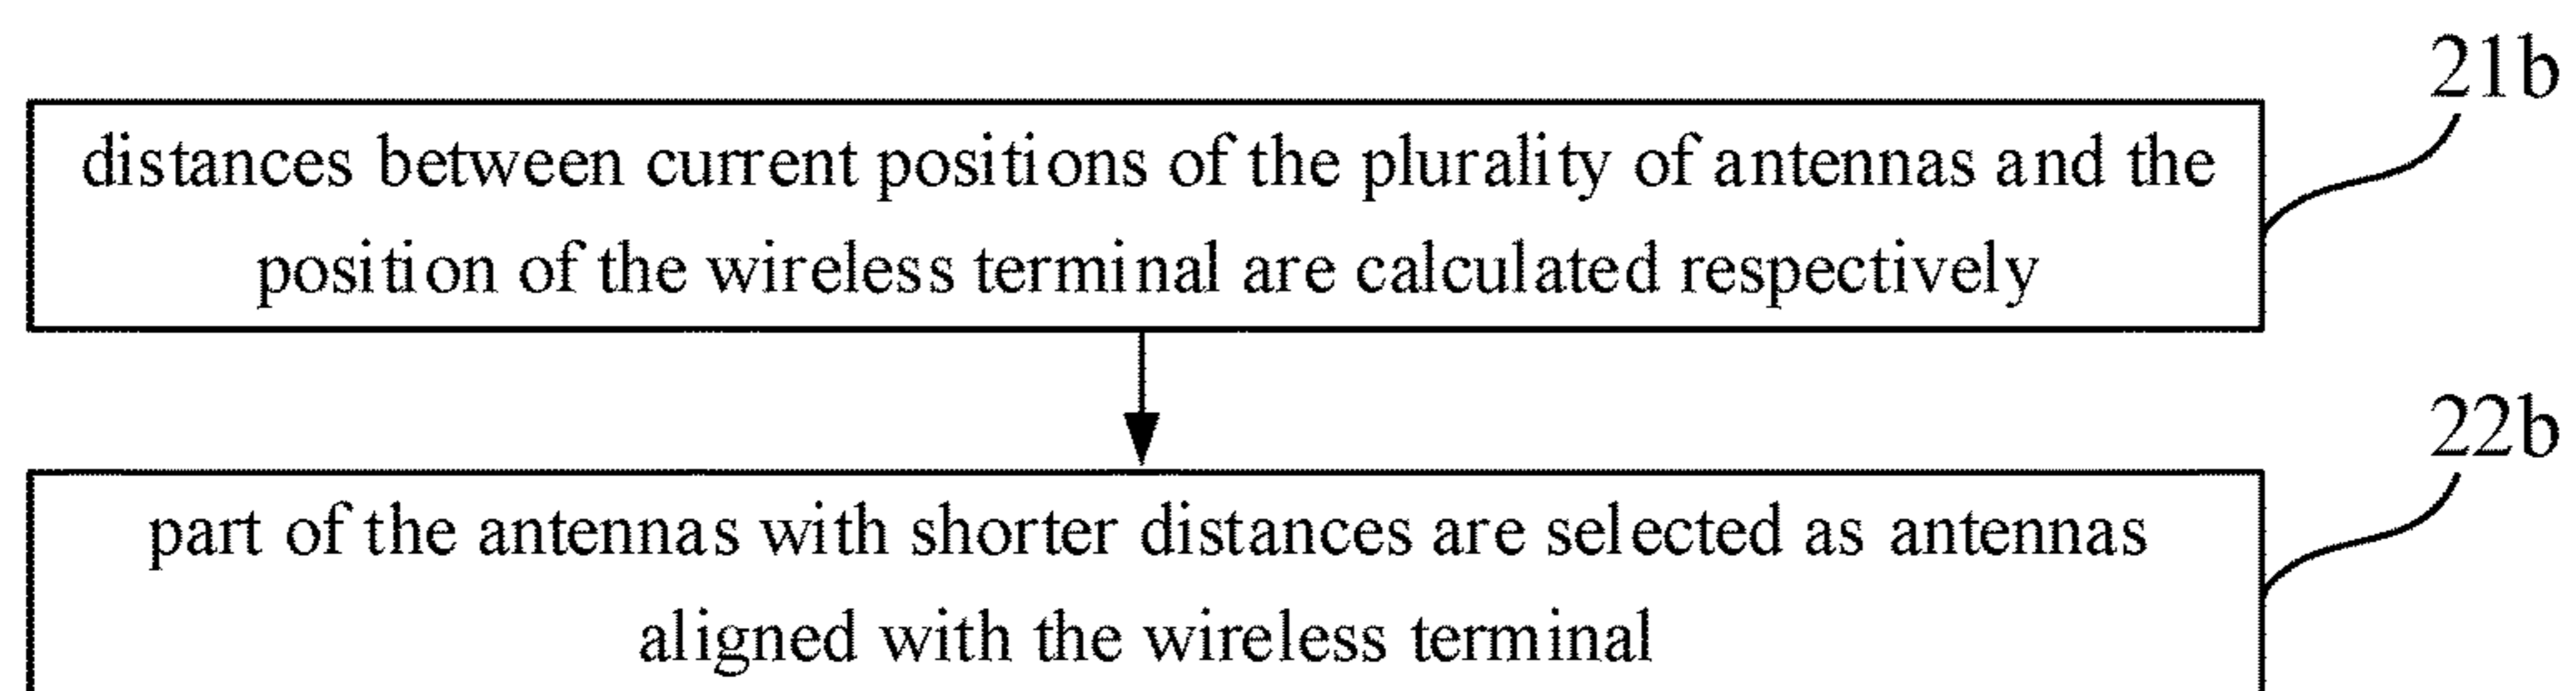 21b
distances between current positions of the plurality of antennas and the
position of the wireless terminal are calculated respectively
22b
part of the antennas with shorter distances are selected as antennas
aligned with the wireless terminal